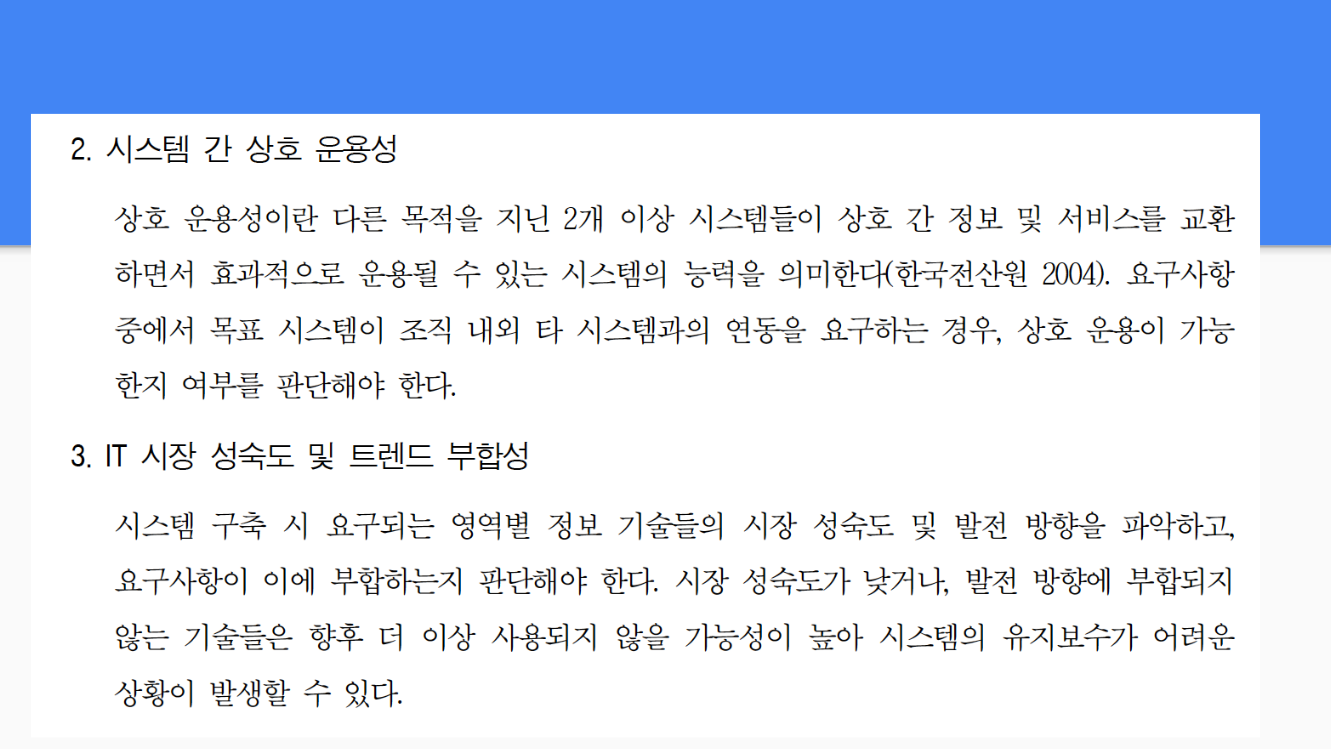 2. 시스템 간 상호 운용성
상호 운용성이란 다른 목적을 지닌 2개 이상 시스템들이 상호 간 정보 및 서비스를 교환
하면서 효과적으로 운용될 수 있는 시스템의 능력을 의미한다(한국전산원 2004). 요구사항
중에서 목표 시스템이 조직 내외 타 시스템과의 연동을 요구하는 경우, 상호 운용이 가능
한지 여부를 판단해야 한다.
3. IT 시장 성숙도 및 트렌드 부합성
시스템 구축 시 요구되는 영역별 정보 기술들의 시장 성숙도 및 발전 방향을 파악하고,
요구사항이 이에 부합하는지 판단해야 한다. 시장 성숙도가 낮거나, 발전 방향에 부합되지
않는 기술들은 향후 더 이상 사용되지 않을 가능성이 높아 시스템의 유지보수가 어려운
상황이 발생할 수 있다.